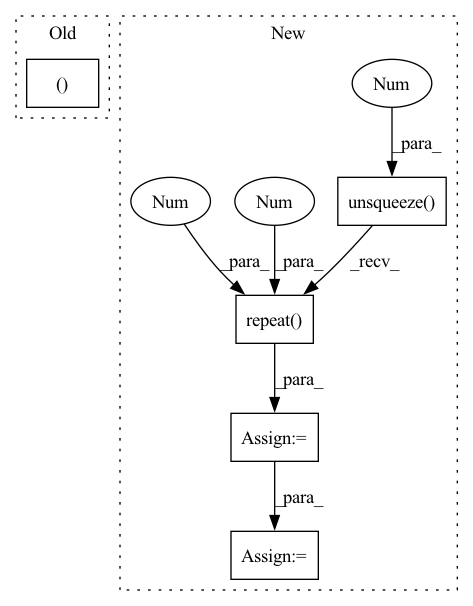 Old
New
()
Num
_para_
Num
Num
unsqueeze()
_para_
_para_
_recv_
repeat()
_para_
Assign:=
_para_
Assign:=